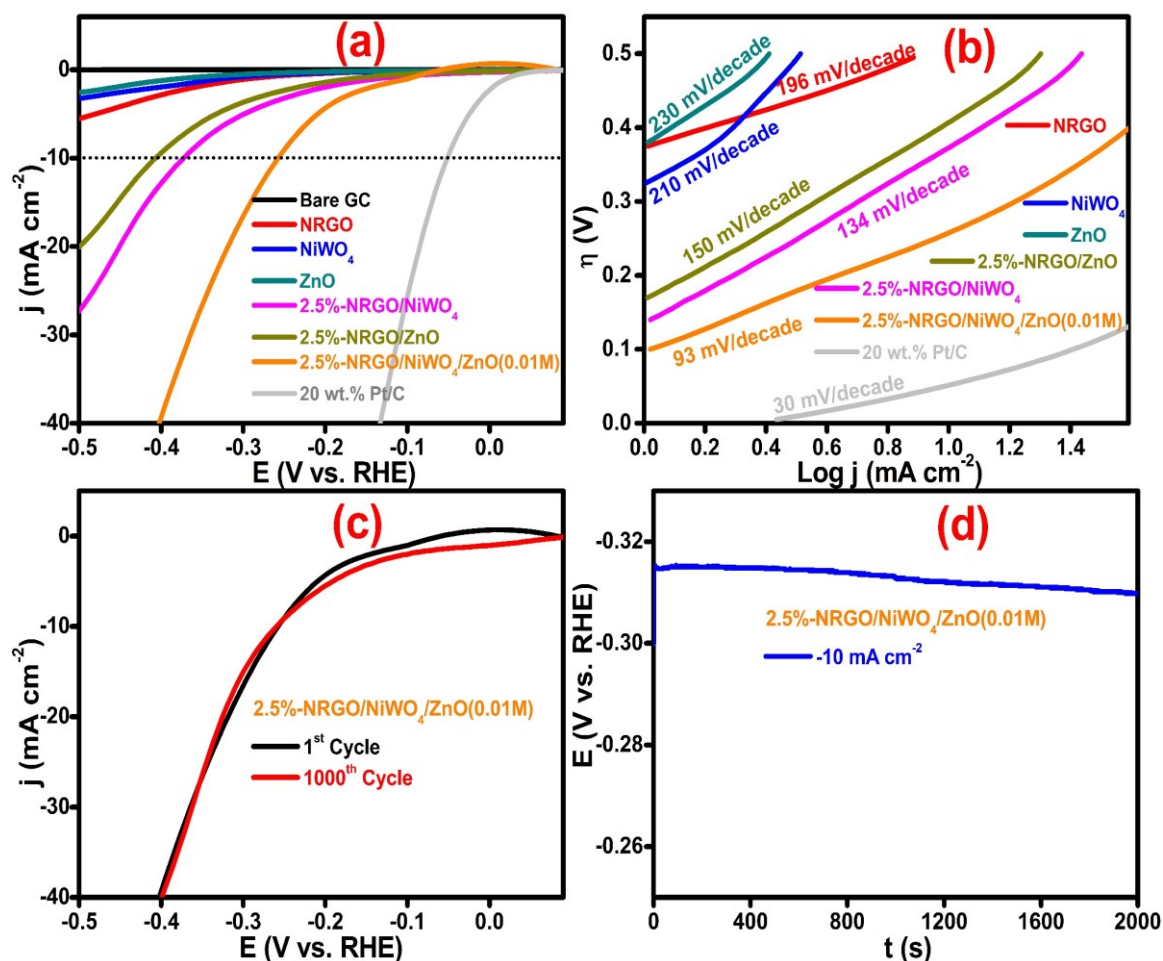 (a)
0
-10
-20
-30
-40
j (mA cm⁻²)
Bare GC
NRGO
NiWO₄
ZnO
2.5%-NRGO/NiWO₄
2.5%-NRGO/ZnO
2.5%-NRGO/NiWO₄/ZnO(0.01M)
20 wt.% Pt/C
-0.5 -0.4 -0.3 -0.2 -0.1 0.0
E (V vs. RHE)
(b)
0.5
0.4
0.3
0.2
0.1
0.0
η (V)
230 mV/decade
196 mV/decade
210 mV/decade
150 mV/decade
134 mV/decade
93 mV/decade
30 mV/decade
NRGO
NiWO₄
ZnO
2.5%-NRGO/ZnO
2.5%-NRGO/NiWO₄
2.5%-NRGO/NiWO₄/ZnO(0.01M)
20 wt.% Pt/C
0.0 0.2 0.4 0.6 0.8 1.0 1.2 1.4
Log j (mA cm⁻²)
(c)
0
-10
-20
-30
-40
j (mA cm⁻²)
2.5%-NRGO/NiWO₄/ZnO(0.01M)
1ˢᵗ Cycle
1000ᵗʰ Cycle
-0.5 -0.4 -0.3 -0.2 -0.1 0.0
E (V vs. RHE)
(d)
-0.32
-0.30
-0.28
-0.26
E (V vs. RHE)
2.5%-NRGO/NiWO₄/ZnO(0.01M)
-10 mA cm⁻²
0 400 800 1200 1600 2000
t (s)